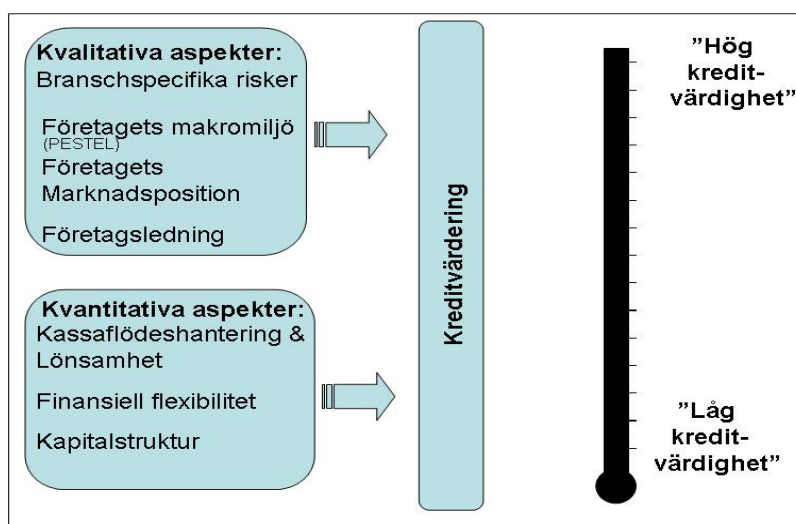 Kvalitativa aspekter:
Branschspecifika risker
Företagets makromiljö
(PESTEL)
Företagets
Marknadsposition
Företagsledning
Kvantitativa aspekter:
Kassaflödeshantering &
Lönsamhet
Finansiell flexibilitet
Kapitalstruktur
Kreditvärdering
”Hög
kredit-
värdighet”
”Låg
kredit-
värdighet”